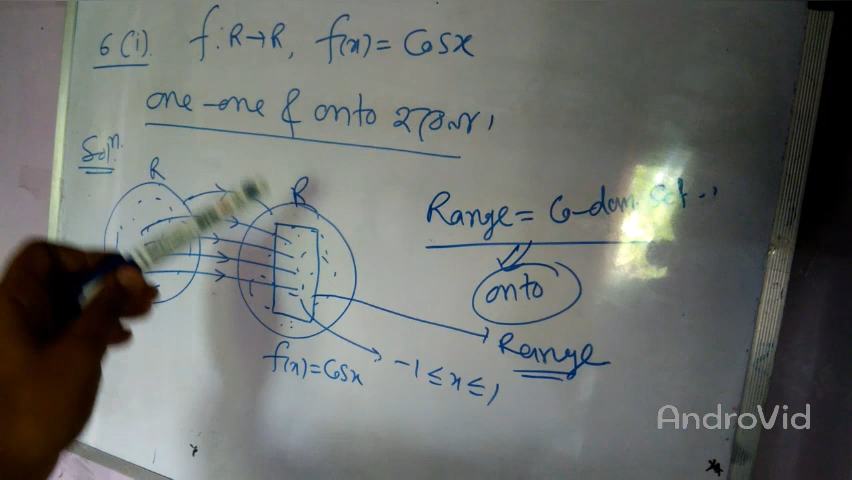 6(i). f: R→R, f(x) = Cosx
one-one & onto
Solⁿ.
R
R
Range = Co-dom. Set
onto
Range
f(x)=Cosx
-1 ≤ x ≤ 1
AndroVid